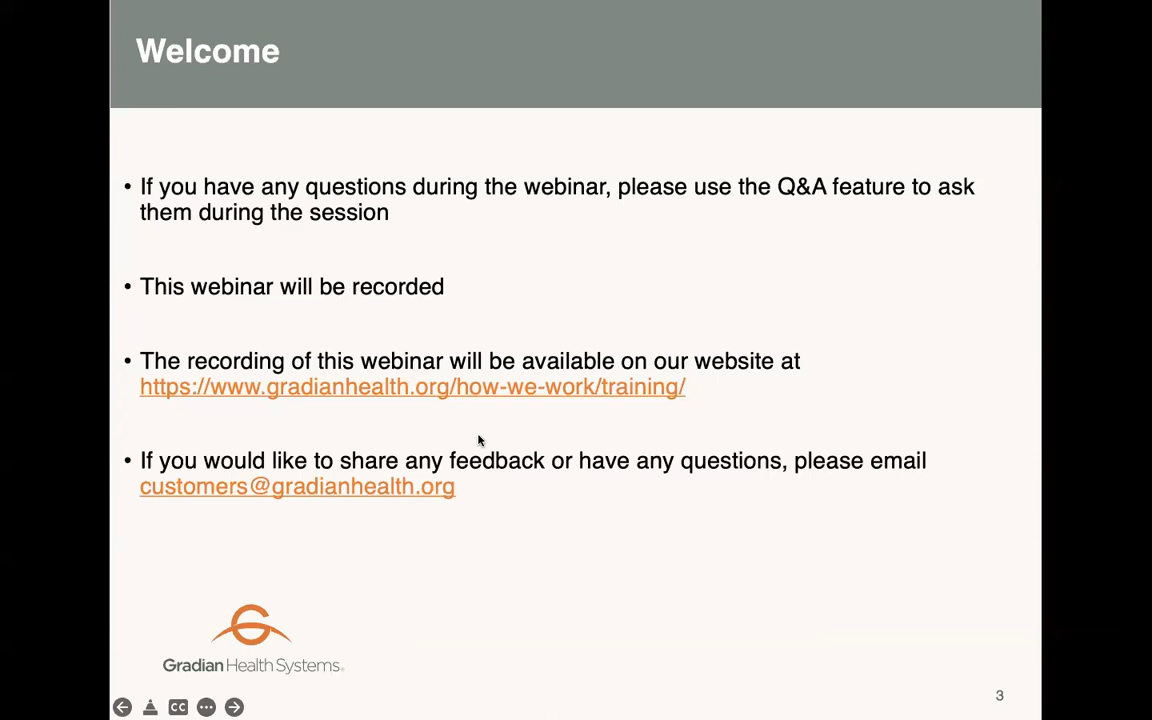 Welcome
• If you have any questions during the webinar, please use the Q&A feature to ask
them during the session
• This webinar will be recorded
• The recording of this webinar will be available on our website at
https://www.gradianhealth.org/how-we-work/training/
• If you would like to share any feedback or have any questions, please email
customers@gradianhealth.org
Gradian Health Systems
3
CC